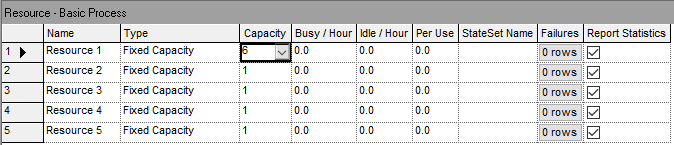 Resource - Basic Process
Name Type Capacity Busy / Hour Idle / Hour Per Use StateSet Name Failures Report Statistics
1 Resource 1 Fixed Capacity 6 0.0 0.0 0.0 0 rows
2 Resource 2 Fixed Capacity 1 0.0 0.0 0.0 0 rows
3 Resource 3 Fixed Capacity 1 0.0 0.0 0.0 0 rows
4 Resource 4 Fixed Capacity 1 0.0 0.0 0.0 0 rows
5 Resource 5 Fixed Capacity 1 0.0 0.0 0.0 0 rows